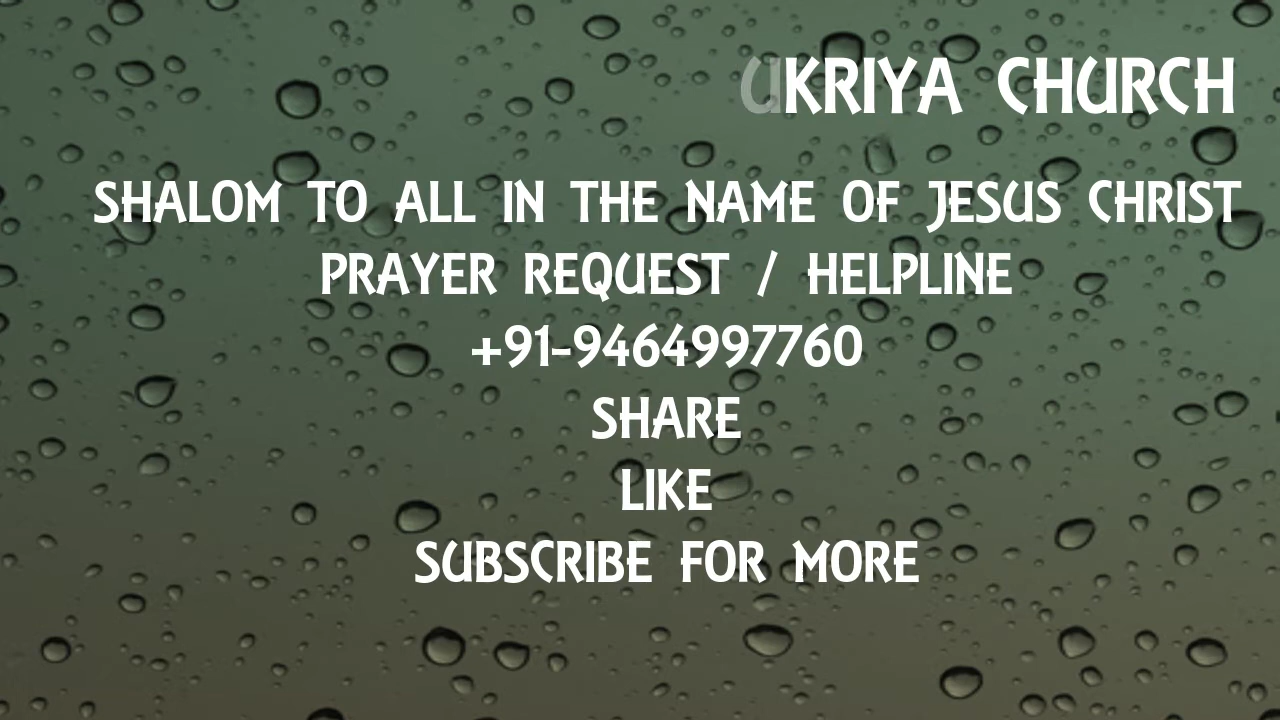 UKRIYA CHURCH
SHALOM TO ALL IN THE NAME OF JESUS CHRIST
PRAYER REQUEST / HELPLINE
+91-9464997760
SHARE
LIKE
SUBSCRIBE FOR MORE